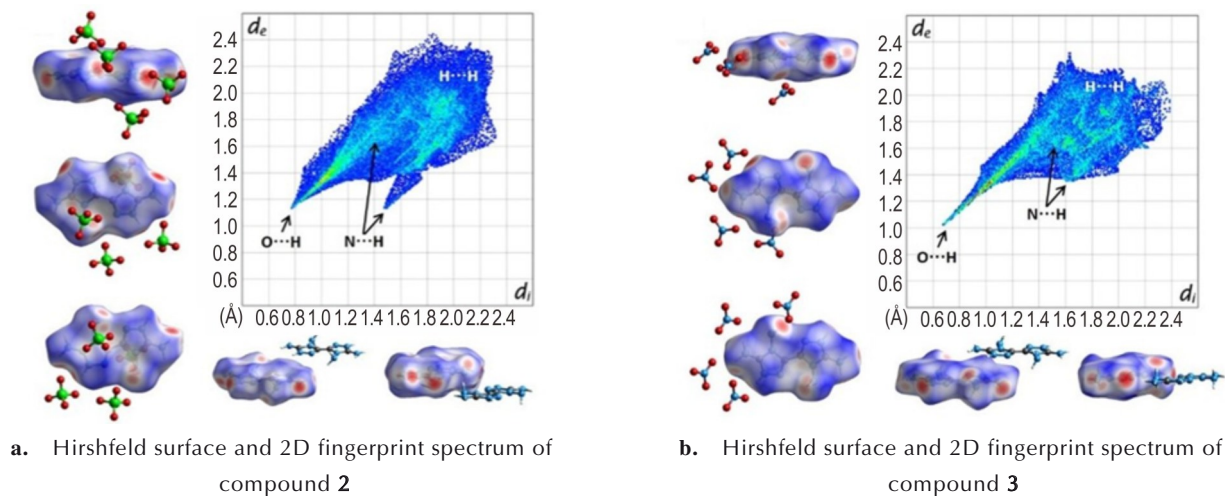 dₑ
2.4
2.2
2.0
1.8
1.6
1.4
1.2
1.0
0.8
0.6
H···H
O···H
N···H
dᵢ
(Å) 0.6 0.8 1.0 1.2 1.4 1.6 1.8 2.0 2.2 2.4
a. Hirshfeld surface and 2D fingerprint spectrum of
compound 2
dₑ
2.4
2.2
2.0
1.8
1.6
1.4
1.2
1.0
0.8
0.6
H···H
N···H
O···H
dᵢ
(Å) 0.6 0.8 1.0 1.2 1.4 1.6 1.8 2.0 2.2 2.4
b. Hirshfeld surface and 2D fingerprint spectrum of
compound 3